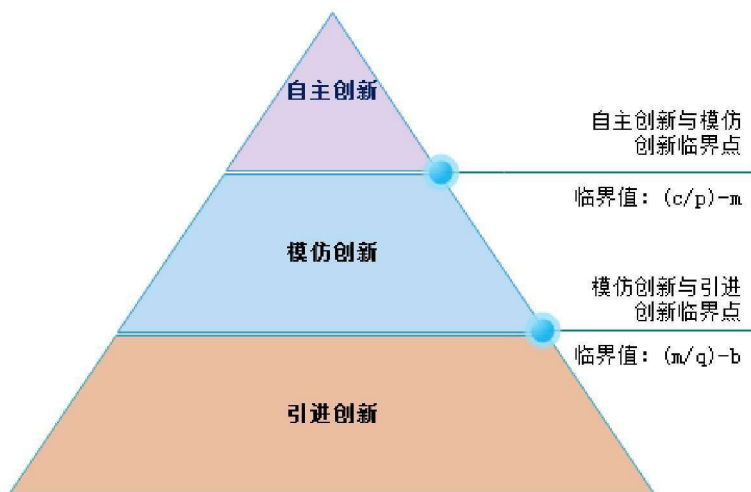 自主创新
自主创新与模仿
创新临界点
临界值：(c/p)-m
模仿创新
模仿创新与引进
创新临界点
临界值：(m/q)-b
引进创新